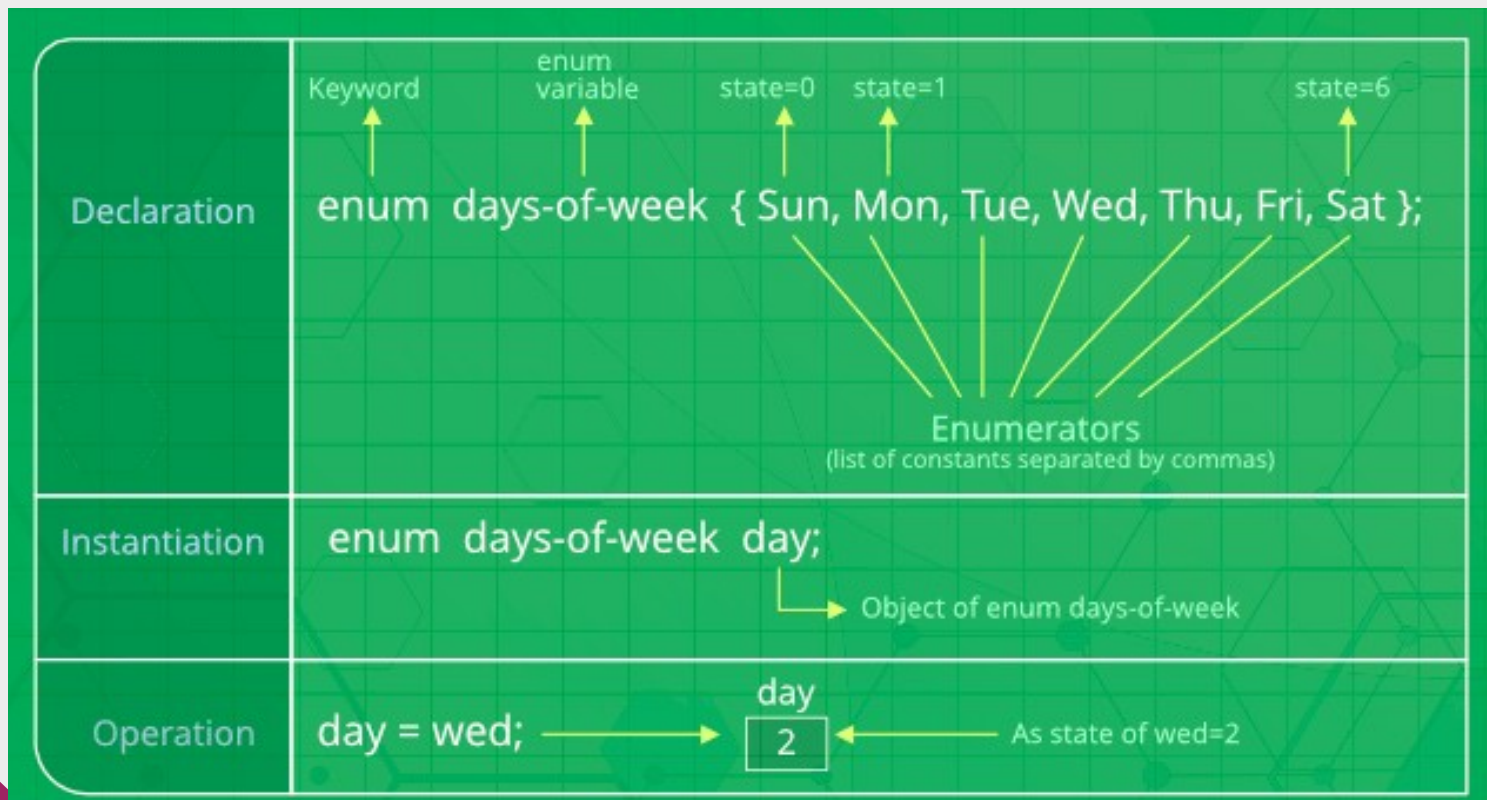 Keyword
enum
variable
state=0
state=1
state=6
Declaration
enum days-of-week { Sun, Mon, Tue, Wed, Thu, Fri, Sat };
Enumerators
(list of constants separated by commas)
Instantiation
enum days-of-week day;
Object of enum days-of-week
Operation
day = wed;
day
2
As state of wed=2